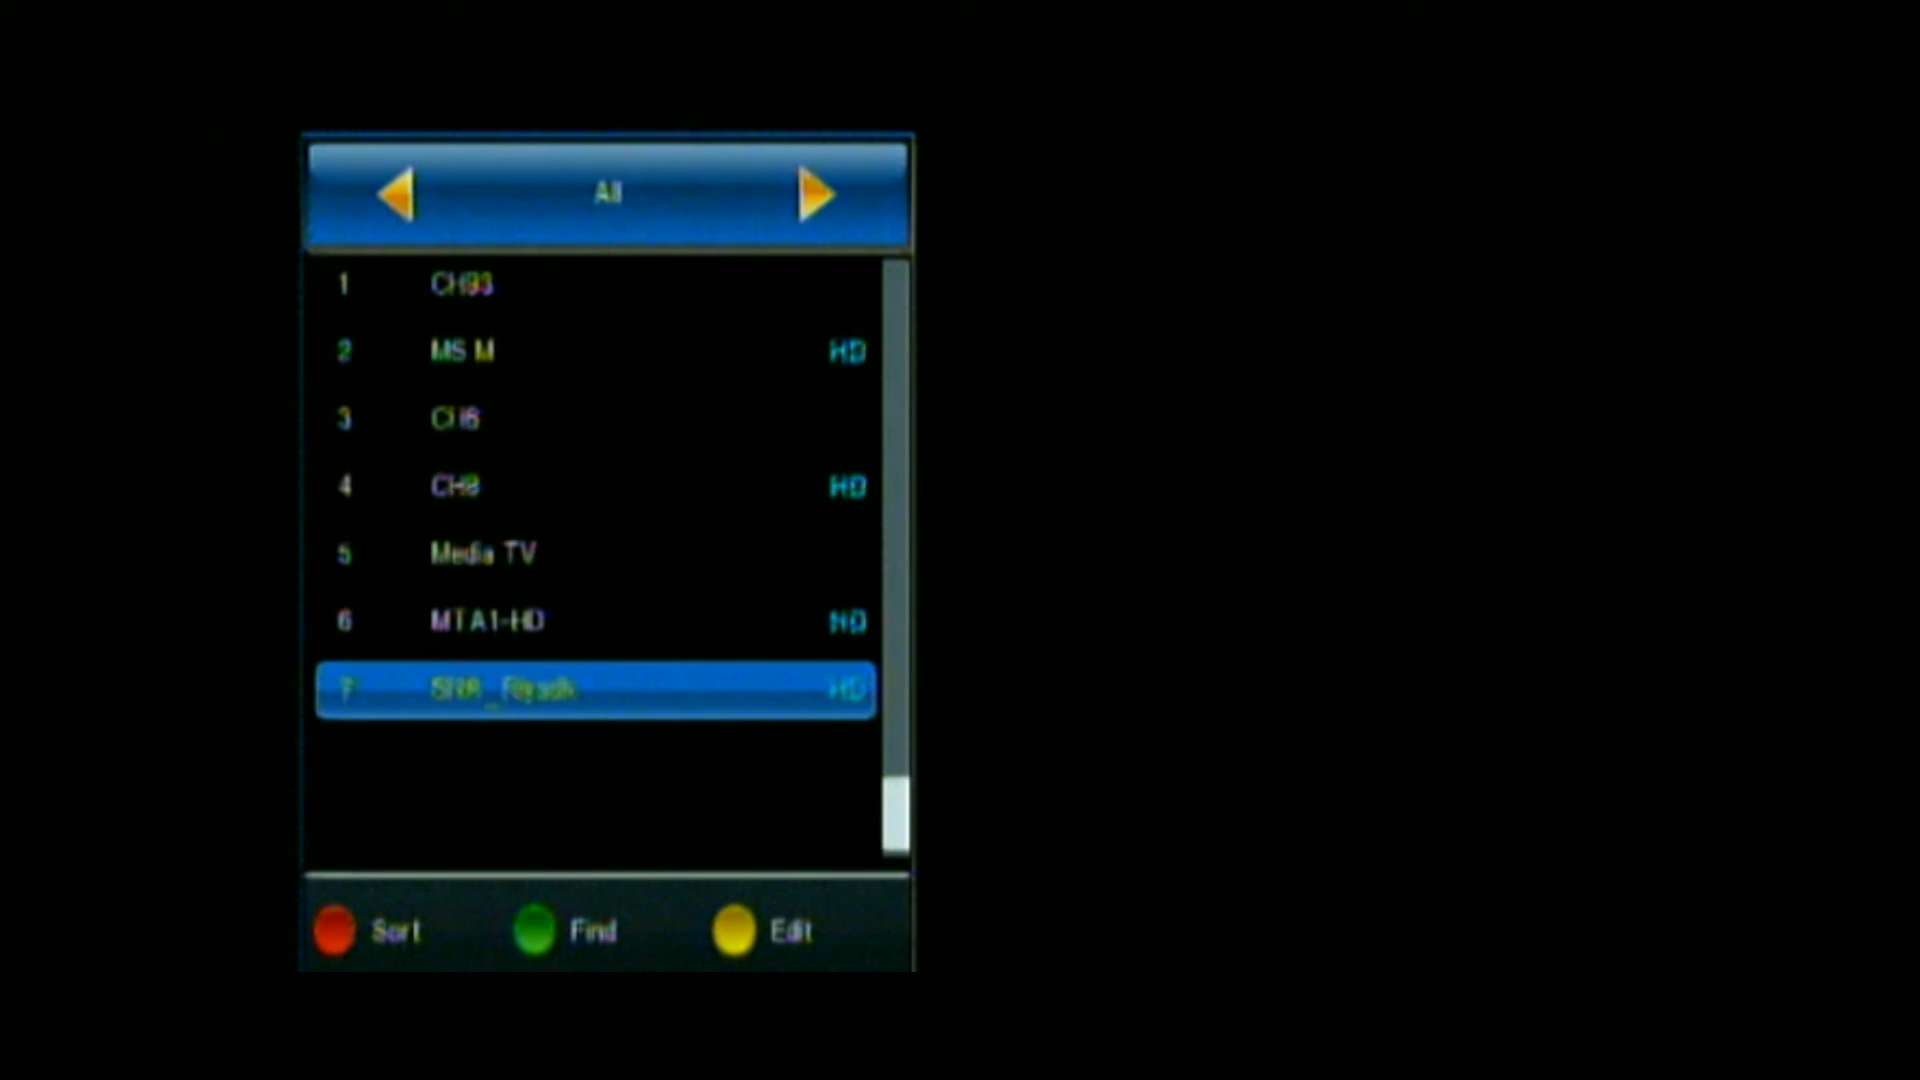 All
1 CH93
2 MS M HD
3 CH6
4 CH8 HD
5 Media TV
6 MTA1-HD HD
7 HD
Sort Find Edit